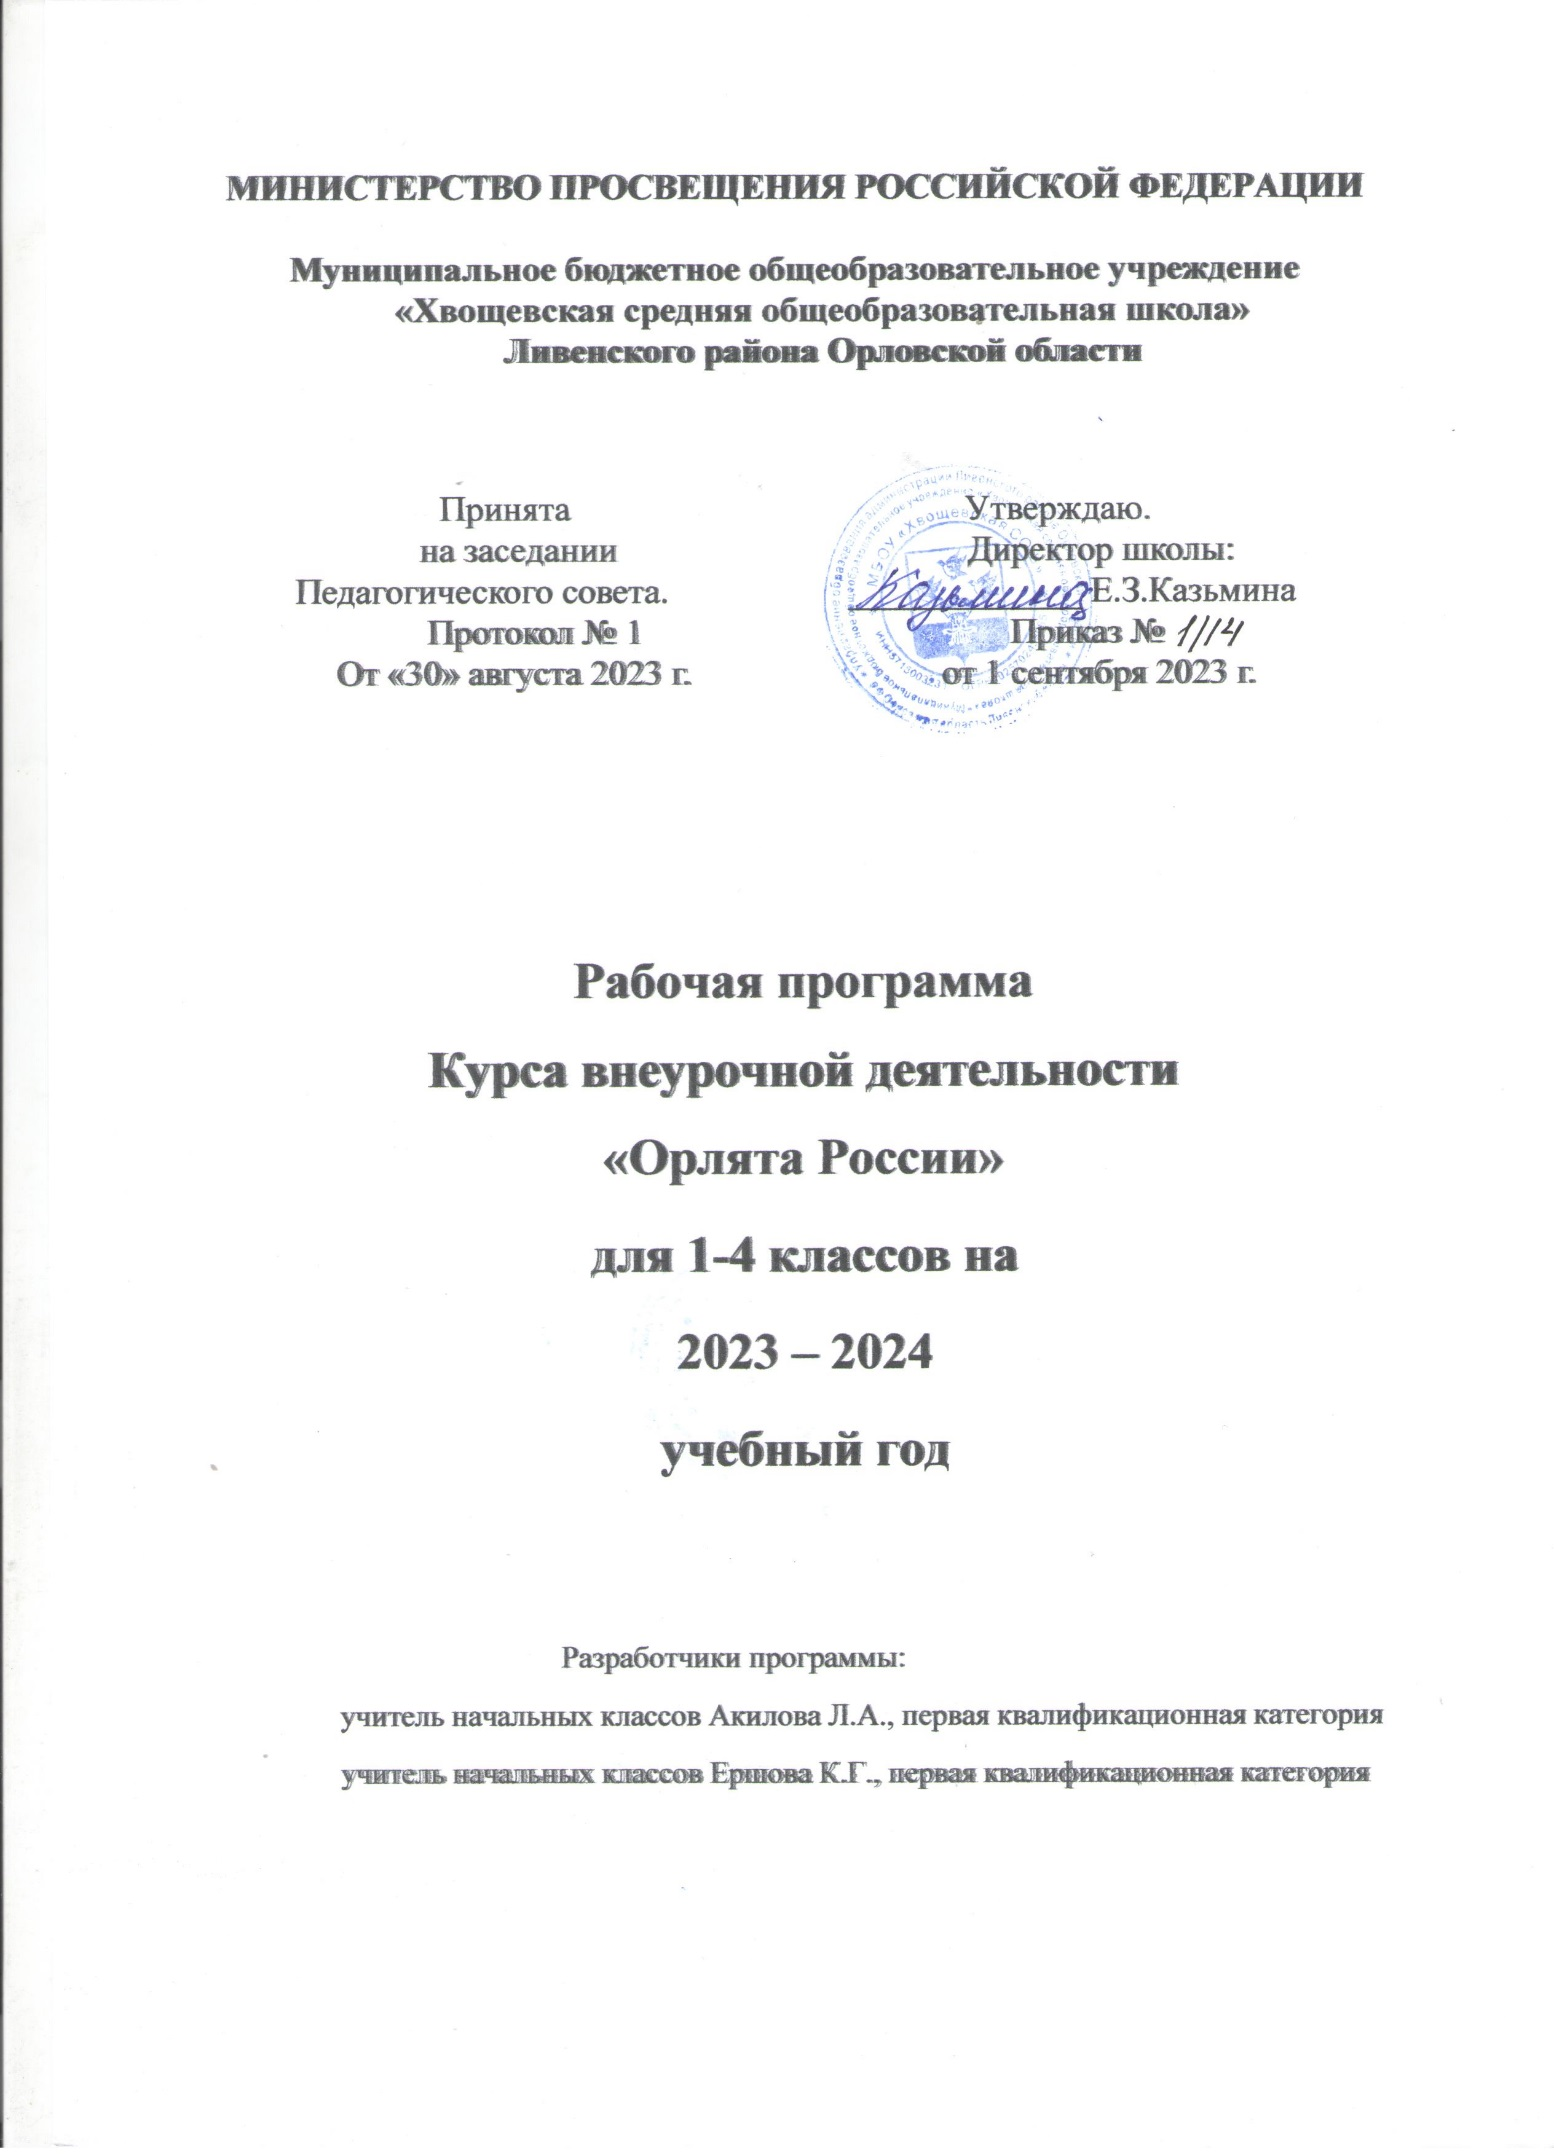 МИНИСТЕРСТВО ПРОСВЕЩЕНИЯ РОССИЙСКОЙ ФЕДЕРАЦИИ
Муниципальное бюджетное общеобразовательное учреждение
«Хвощевская средняя общеобразовательная школа»
Ливенского района Орловской области
Принята
на заседании
Педагогического совета.
Протокол № 1
От «30» августа 2023 г.
Утверждаю.
Директор школы:
Казьмина Е.З.Казьмина
Приказ №
от 1 сентября 2023 г.
МБОУ «Хвощевская
Рабочая программа
Курса внеурочной деятельности
«Орлята России»
для 1-4 классов на
2023 – 2024
учебный год
Разработчики программы:
учитель начальных классов Акилова Л.А., первая квалификационная категория
учитель начальных классов Ершова К.Г., первая квалификационная категория